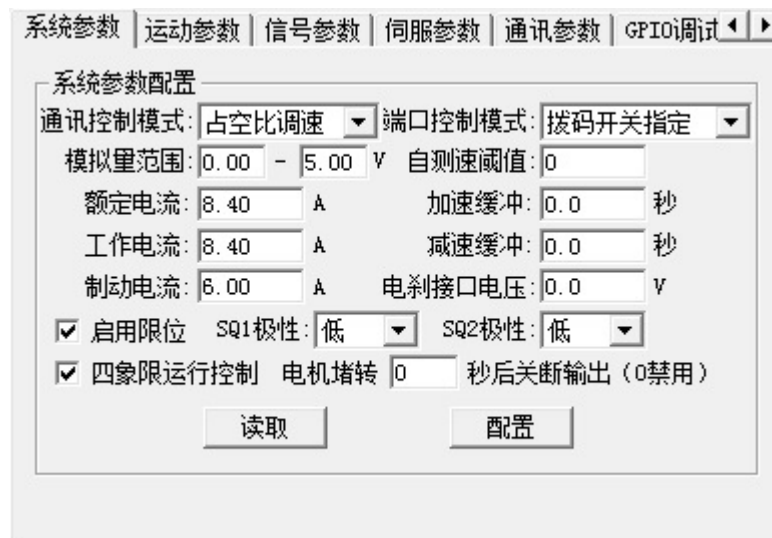 系统参数 运动参数 信号参数 伺服参数 通讯参数 GPIO调试
系统参数配置
通讯控制模式: 占空比调速 端口控制模式: 拨码开关指定
模拟量范围: 0.00 - 5.00 V 自测速阈值: 0
额定电流: 8.40 A 加速缓冲: 0.0 秒
工作电流: 8.40 A 减速缓冲: 0.0 秒
制动电流: 6.00 A 电刹接口电压: 0.0 V
启用限位 SQ1极性: 低 SQ2极性: 低
四象限运行控制 电机堵转 0 秒后关断输出（0禁用）
读取 配置